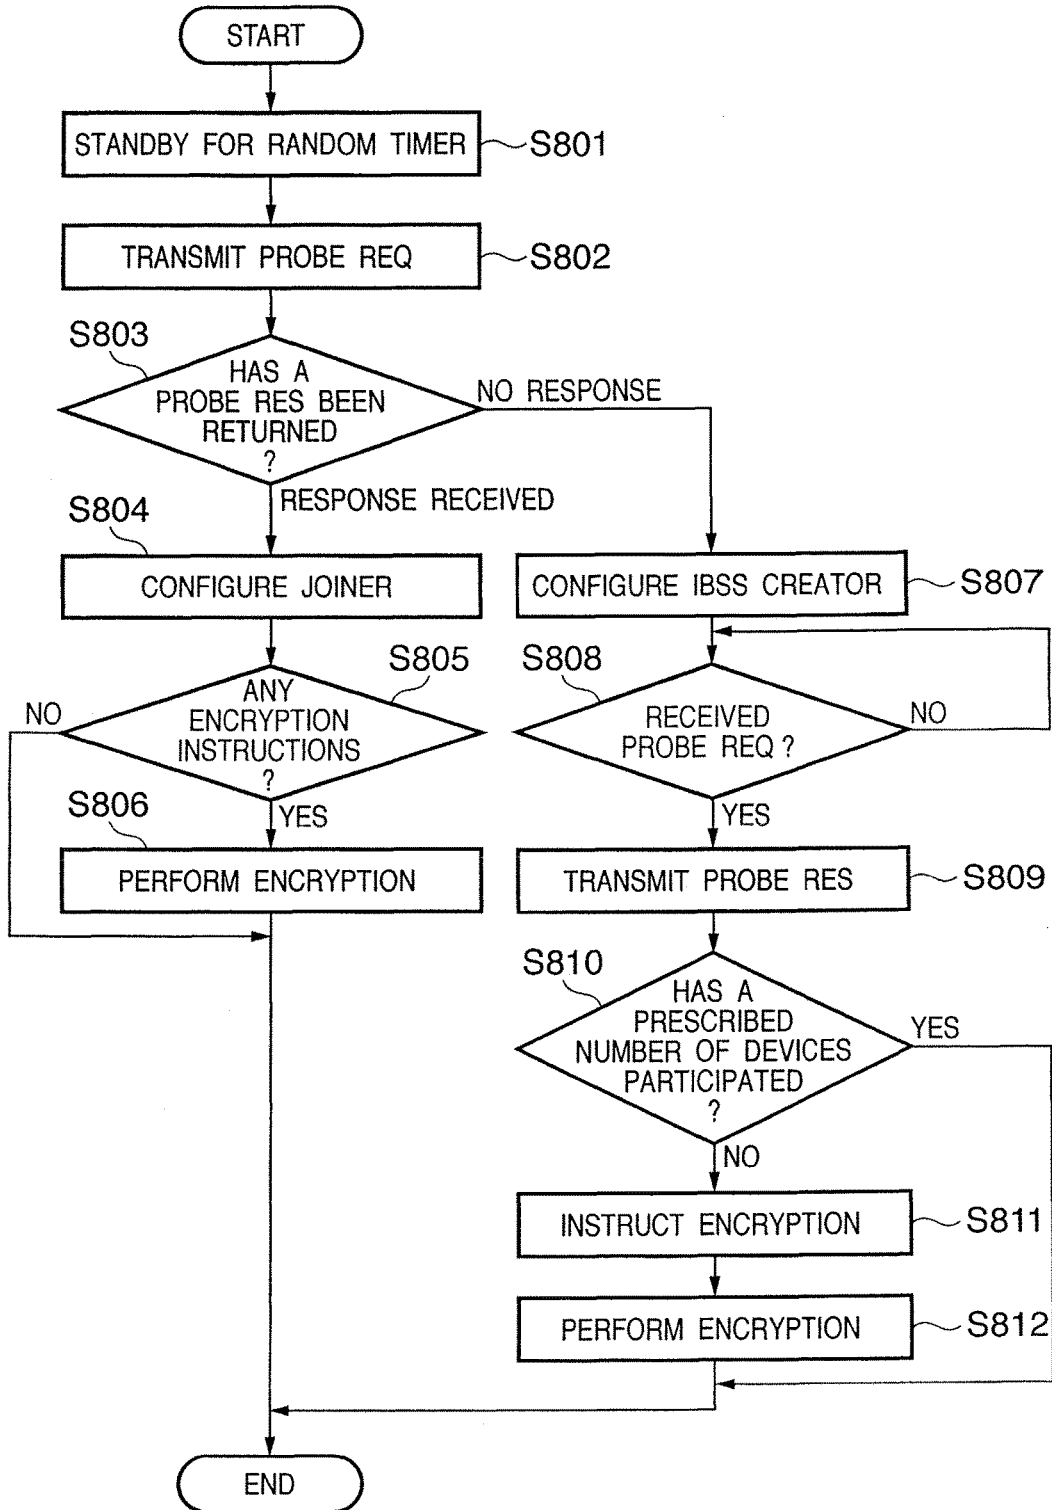 START
STANDBY FOR RANDOM TIMER
S801
TRANSMIT PROBE REQ
S802
S803
HAS A
PROBE RES BEEN
RETURNED
?
NO RESPONSE
RESPONSE RECEIVED
S804
CONFIGURE JOINER
CONFIGURE IBSS CREATOR
S807
S805
ANY
ENCRYPTION
INSTRUCTIONS
?
NO
YES
S808
RECEIVED
PROBE REQ ?
NO
YES
S806
PERFORM ENCRYPTION
TRANSMIT PROBE RES
S809
S810
HAS A
PRESCRIBED
NUMBER OF DEVICES
PARTICIPATED
?
YES
NO
INSTRUCT ENCRYPTION
S811
PERFORM ENCRYPTION
S812
END